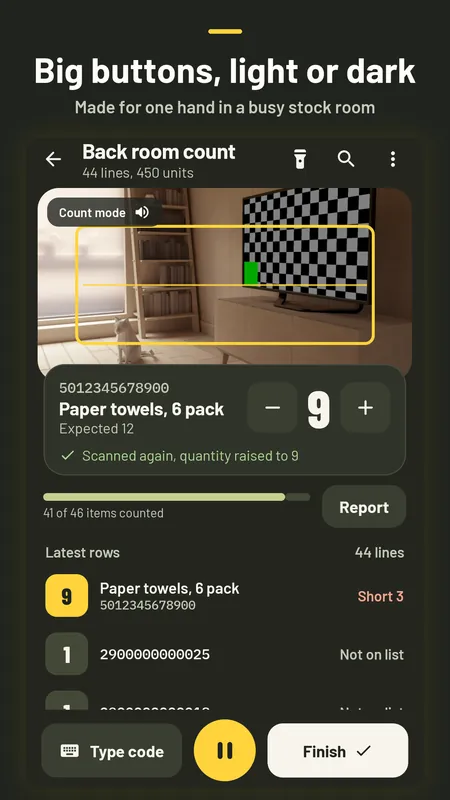 Big buttons, light or dark
Made for one hand in a busy stock room
Back room count
44 lines, 450 units
Count mode
5012345678900
Paper towels, 6 pack
Expected 12
9
Scanned again, quantity raised to 9
41 of 46 items counted
Report
Latest rows
44 lines
9
Paper towels, 6 pack
5012345678900
Short 3
1
2900000000025
Not on list
Type code
Finish